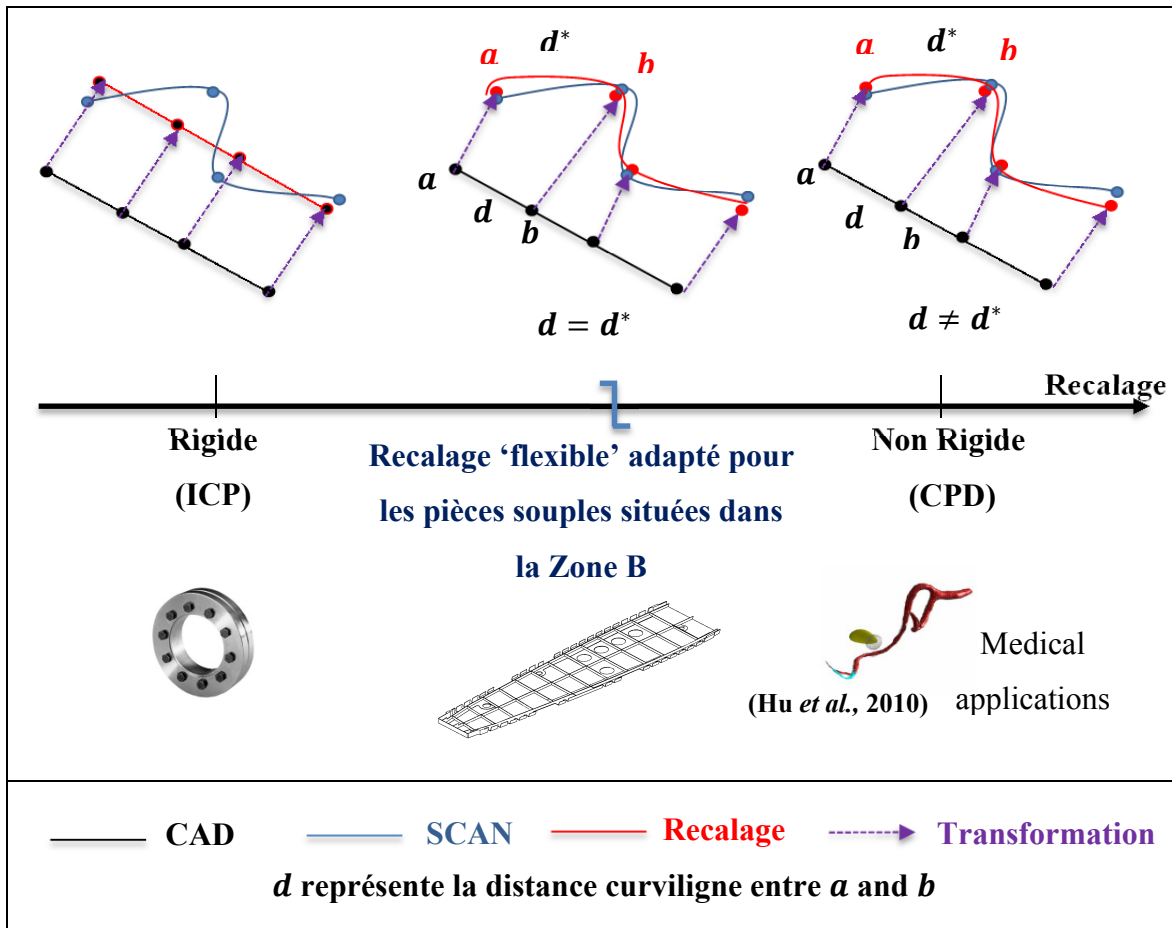 a
d*
b
a
d*
b
a
d
b
a
d
b
d = d*
d ≠ d*
Recalage
Rigide
(ICP)
Recalage ‘flexible’ adapté pour
les pièces souples situées dans
la Zone B
Non Rigide
(CPD)
Medical
applications
(Hu et al., 2010)
CAD
SCAN
Recalage
Transformation
d représente la distance curviligne entre a and b